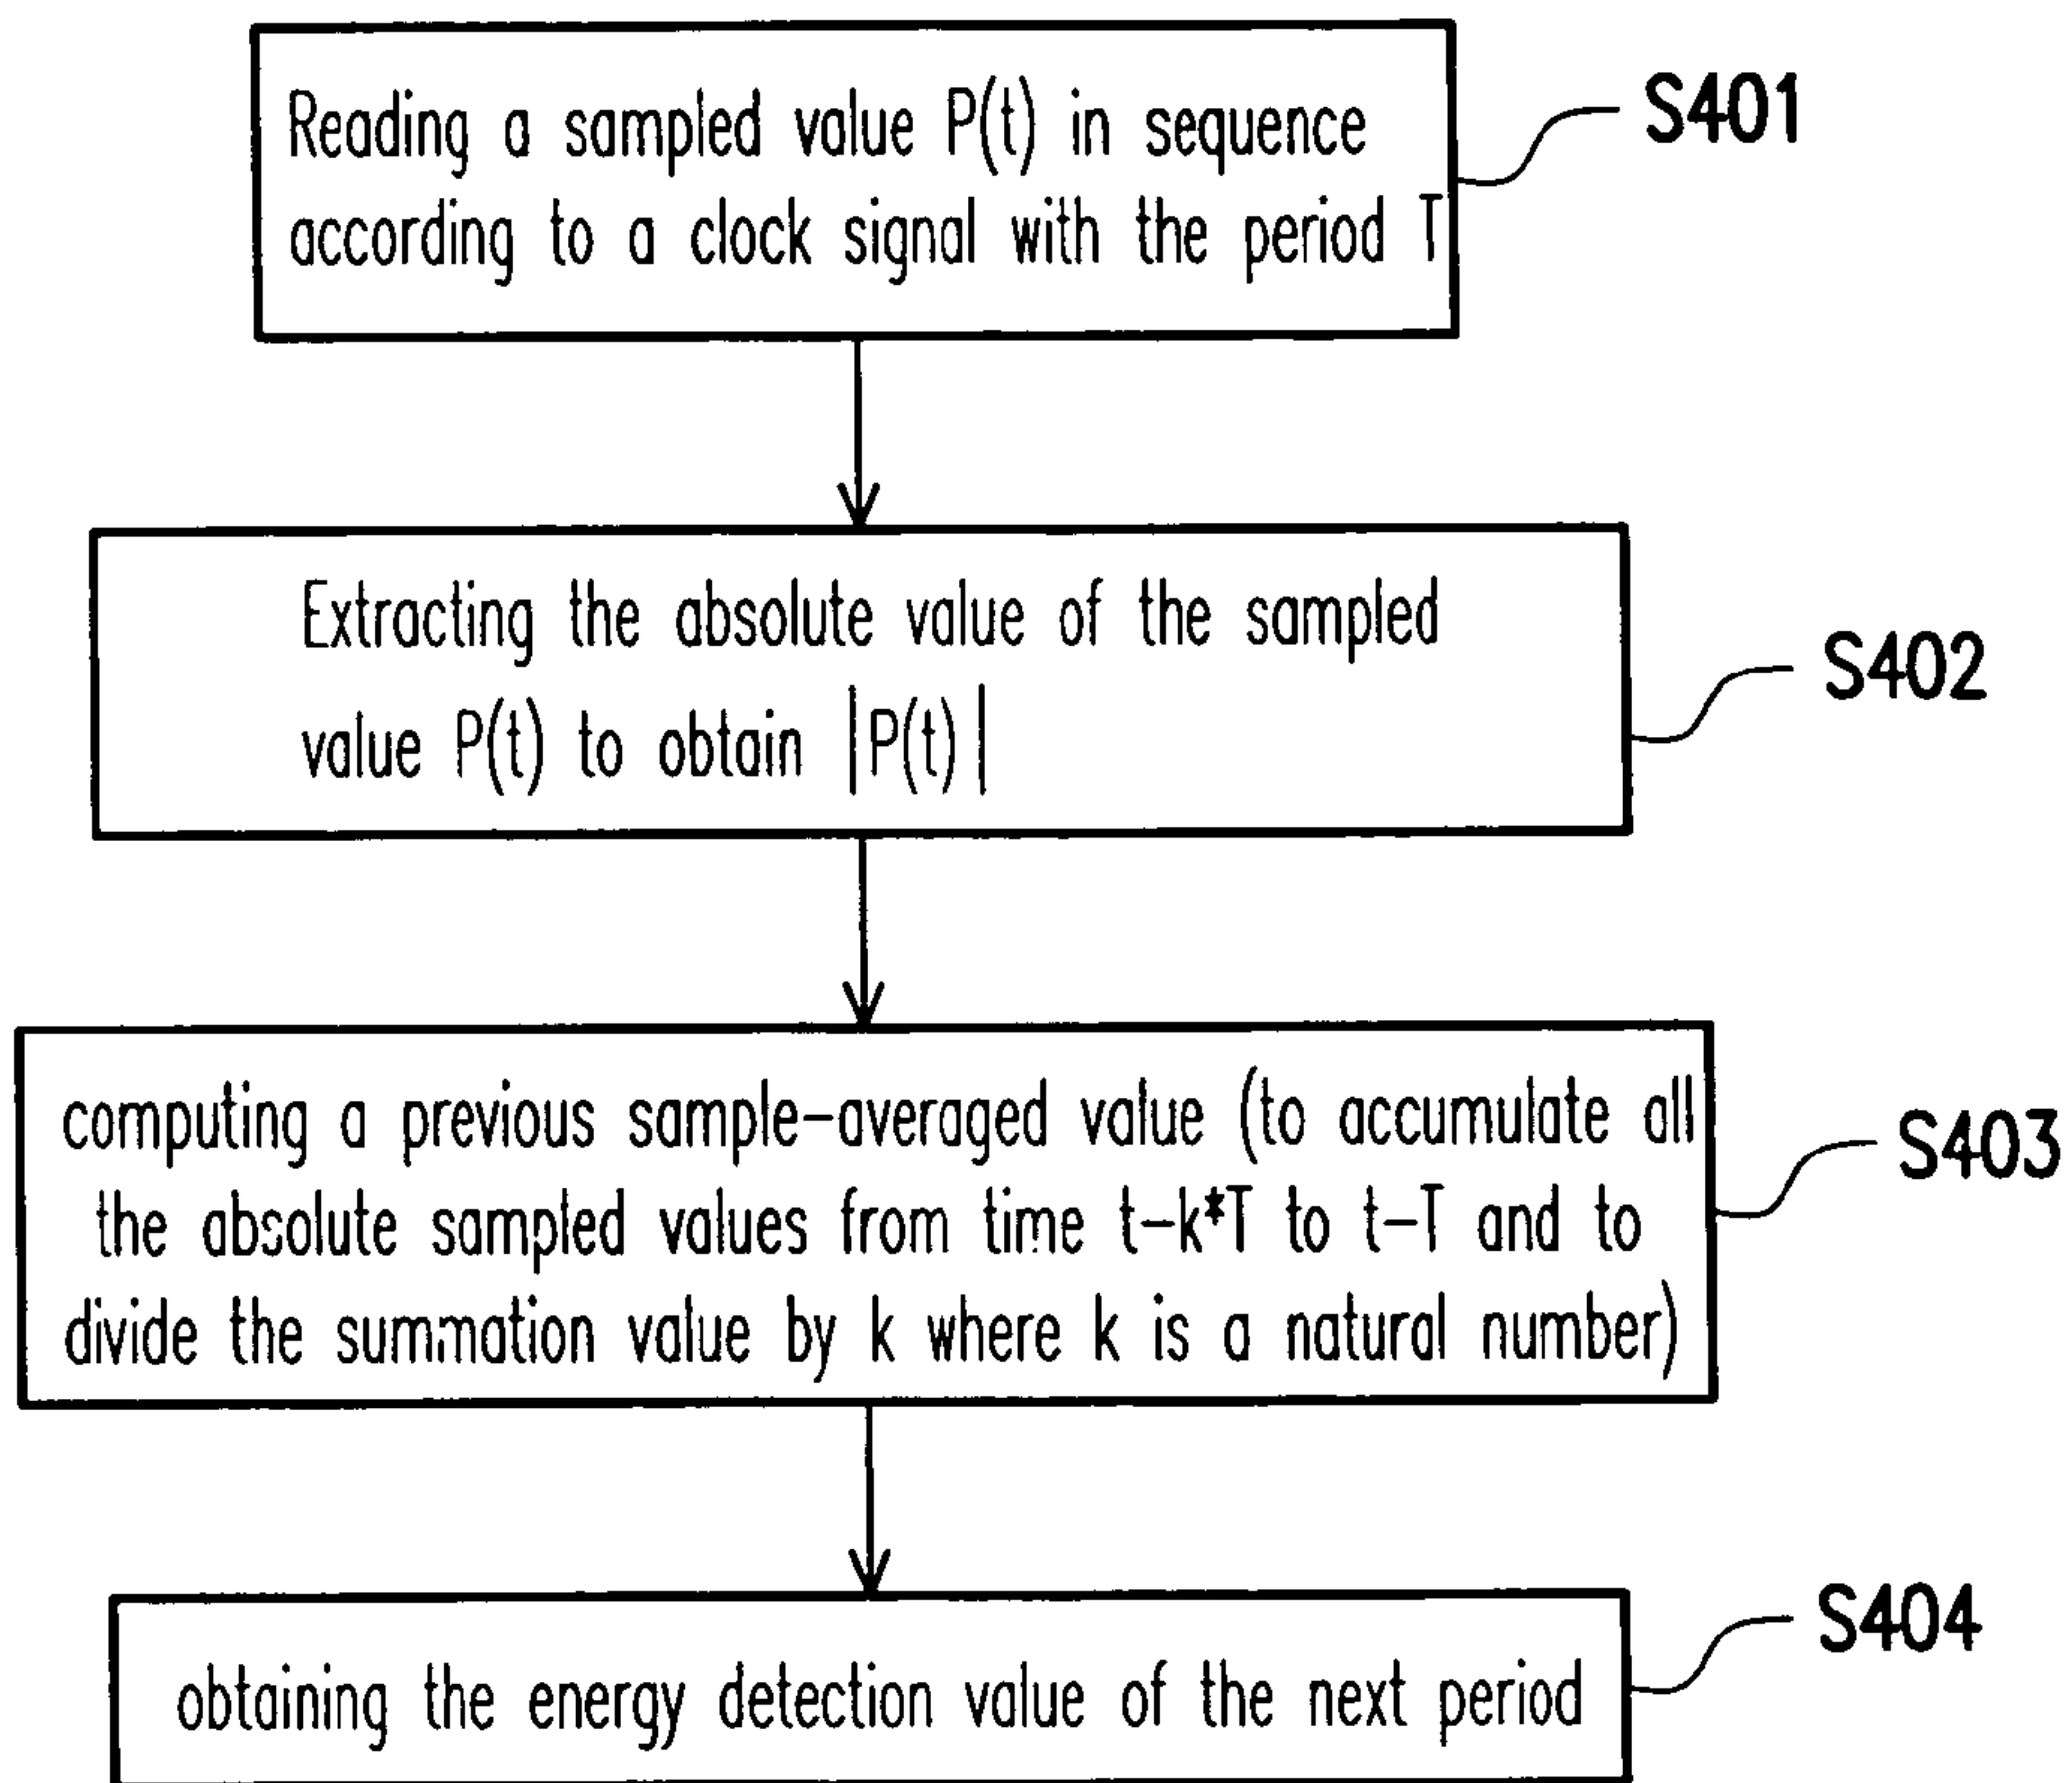 Reading a sampled value P(t) in sequence
according to a clock signal with the period T
S401
Extracting the absolute value of the sampled
value P(t) to obtain |P(t)|
S402
computing a previous sample-averaged value (to accumulate all
the absolute sampled values from time t-k*T to t-T and to
divide the summation value by k where k is a natural number)
S403
obtaining the energy detection value of the next period
S404